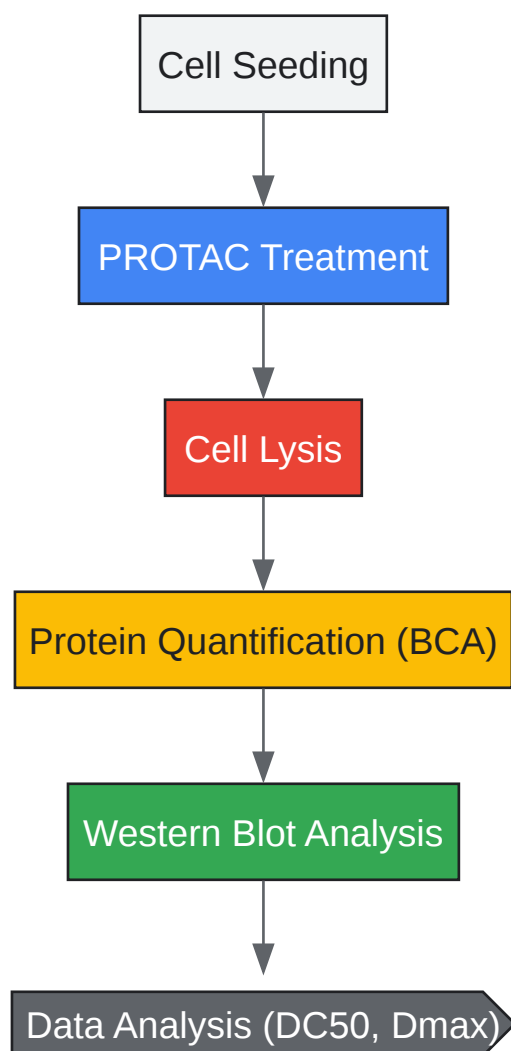 Cell Seeding
PROTAC Treatment
Cell Lysis
Protein Quantification (BCA)
Western Blot Analysis
Data Analysis (DC50, Dmax)